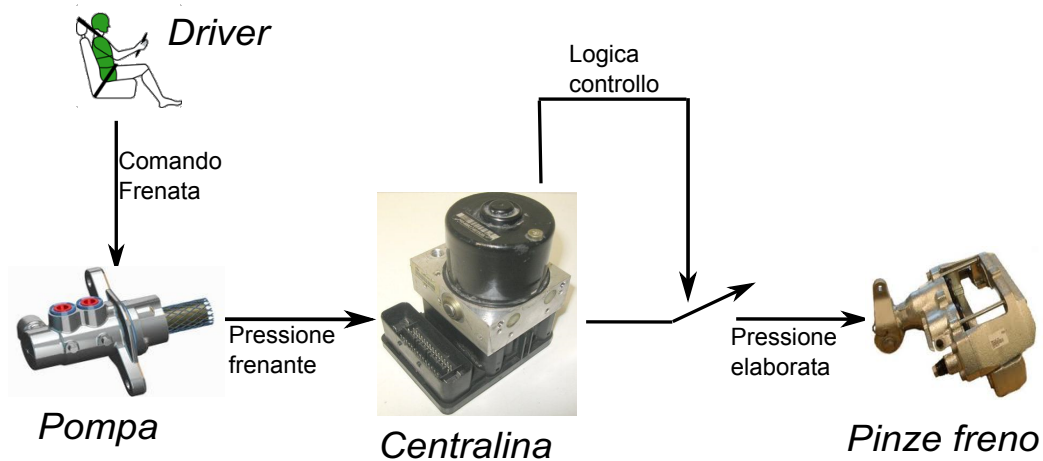 Driver
Logica
controllo
Comando
Frenata
Pressione
frenante
Pressione
elaborata
Pompa
Centralina
Pinze freno